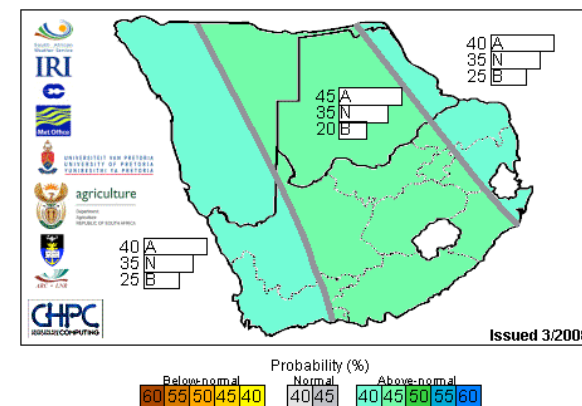 South African
Weather Service
IRI
Met Office
UNIVERSITEIT VAN PRETORIA
UNIVERSITY OF PRETORIA
YUNIBESITHI YA PRETORIA
agriculture
Department:
Agriculture
REPUBLIC OF SOUTH AFRICA
ARC • LNR
CHPC
COMPUTING
40 A
35 N
25 B
45 A
35 N
20 B
40 A
35 N
25 B
Issued 3/2008
Probability (%)
Below-normal Normal Above-normal
60 55 50 45 40 40 45 40 45 50 55 60